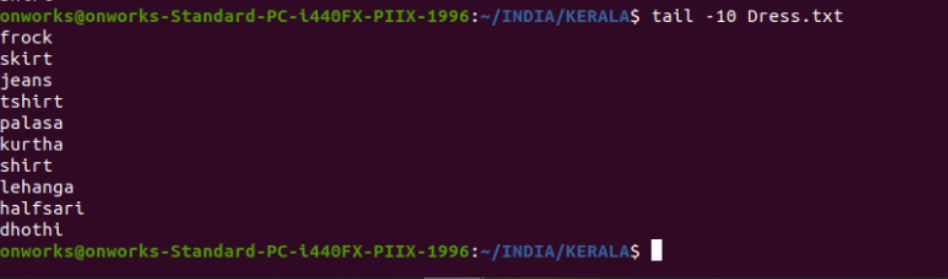 onworks@onworks-Standard-PC-i440FX-PIIX-1996:~/INDIA/KERALA$ tail -10 Dress.txt
frock
skirt
jeans
tshirt
palasa
kurtha
shirt
lehanga
halfsari
dhothi
onworks@onworks-Standard-PC-i440FX-PIIX-1996:~/INDIA/KERALA$